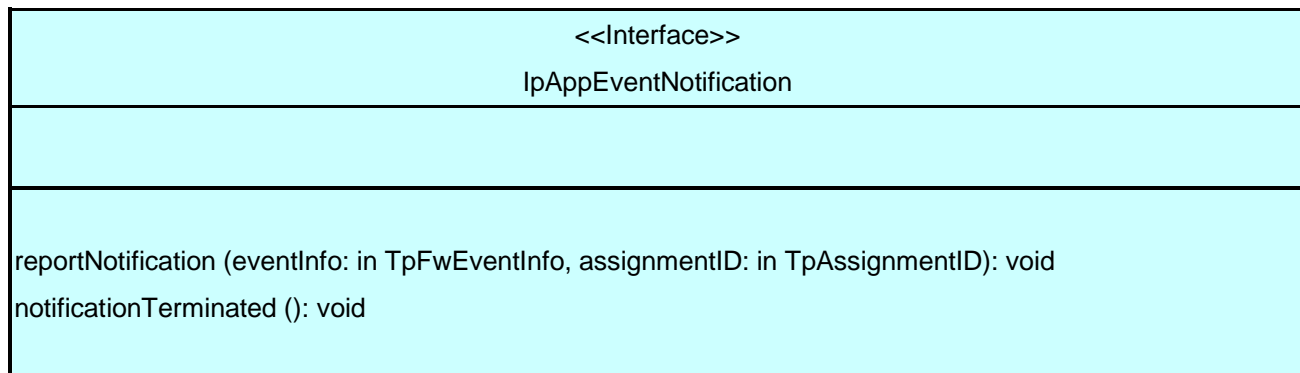 <<Interface>>
IpAppEventNotification
reportNotification (eventInfo: in TpFwEventInfo, assignmentID: in TpAssignmentID): void
notificationTerminated (): void